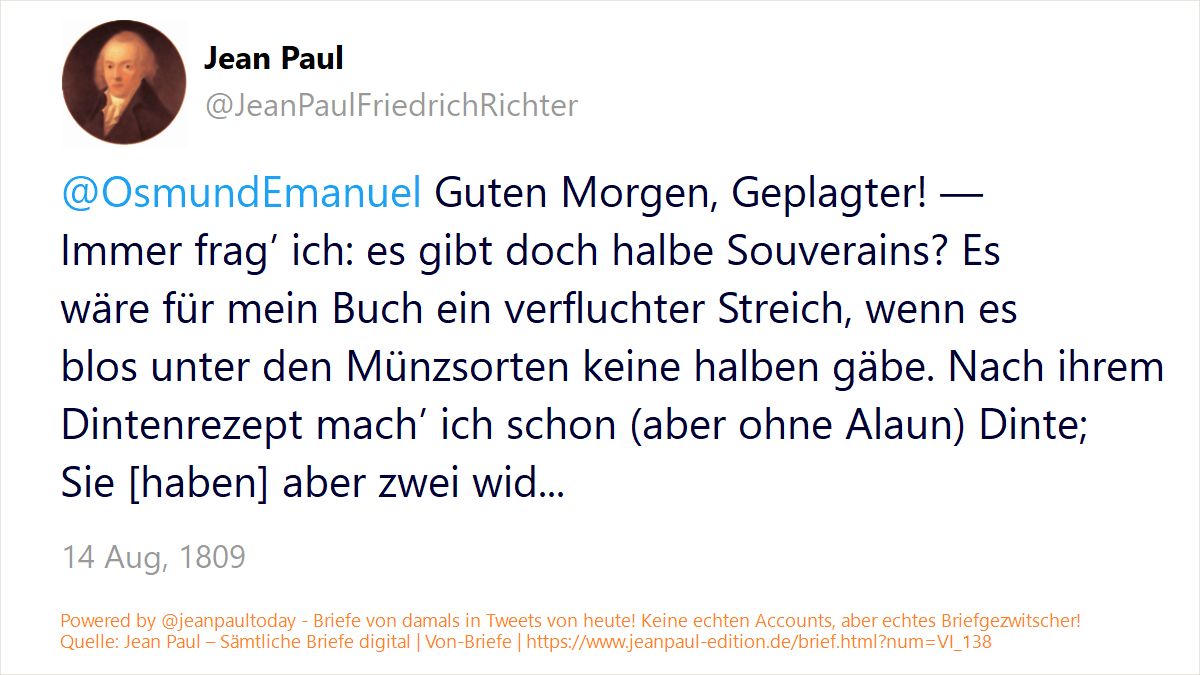 Jean Paul
@JeanPaulFriedrichRichter
@OsmundEmanuel Guten Morgen, Geplagter! —
Immer frag’ ich: es gibt doch halbe Souverains? Es
wäre für mein Buch ein verfluchter Streich, wenn es
blos unter den Münzsorten keine halben gäbe. Nach ihrem
Dintenrezept mach’ ich schon (aber ohne Alaun) Dinte;
Sie [haben] aber zwei wid...
14 Aug, 1809
Powered by @jeanpaultoday - Briefe von damals in Tweets von heute! Keine echten Accounts, aber echtes Briefgezwitscher!
Quelle: Jean Paul – Sämtliche Briefe digital | Von-Briefe | https://www.jeanpaul-edition.de/brief.html?num=VI_138